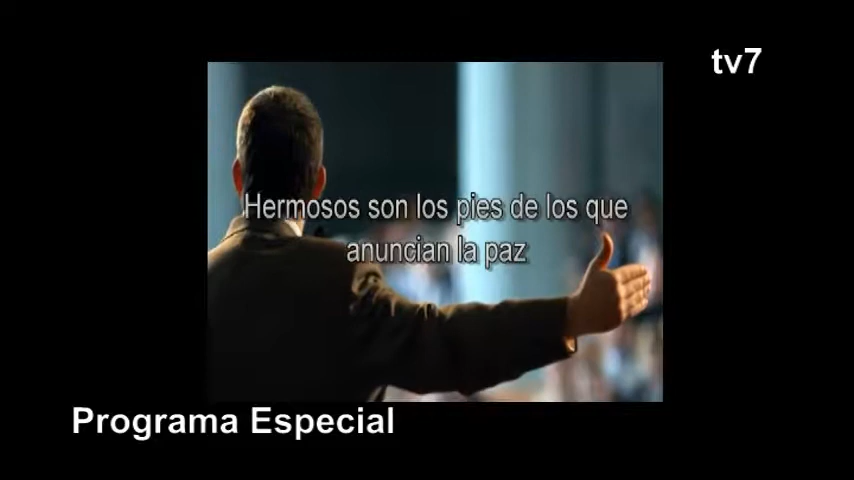 tv7
Hermosos son los pies de los que
anuncian la paz
Programa Especial